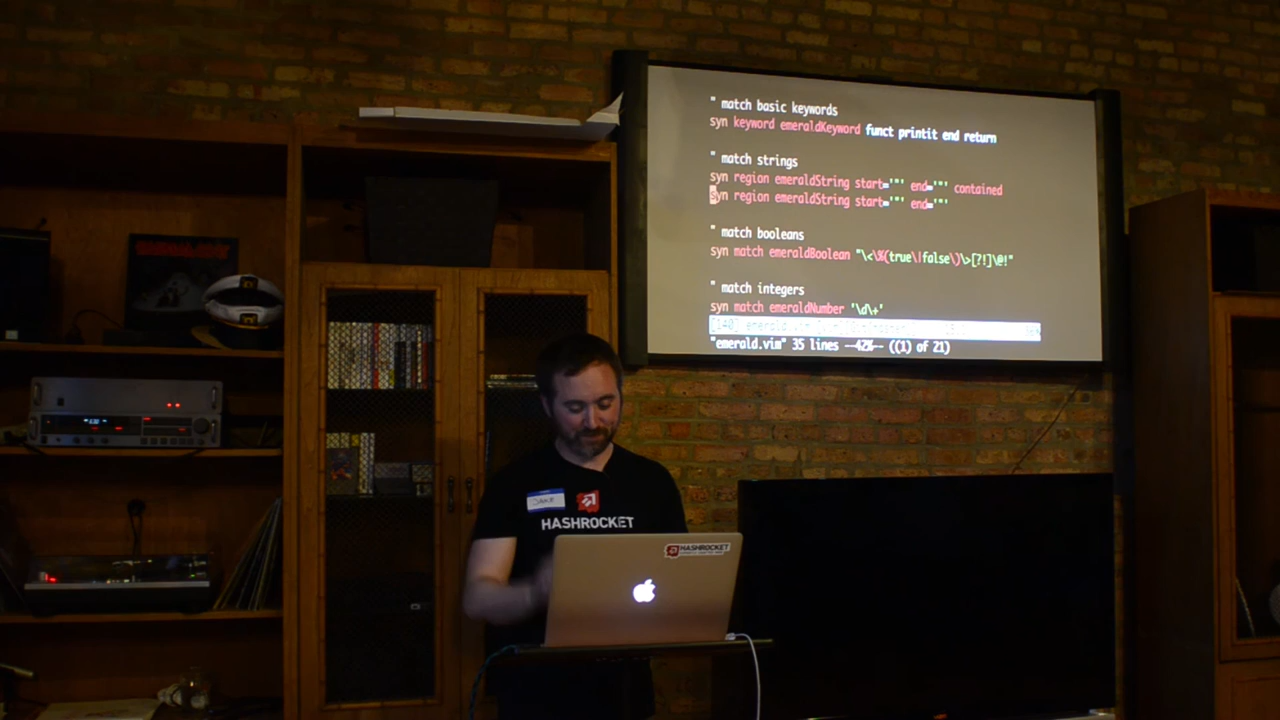 " match basic keywords
syn keyword emeraldKeyword funct printit end return
" match strings
syn region emeraldString start='"' end='"' contained
syn region emeraldString start='"' end='"'
" match booleans
syn match emeraldBoolean "\<\%(true\|false\)\>[?!]\@!"
" match integers
syn match emeraldNumber '\d\+'
"emerald.vim" 35 lines --42%-- ((1) of 21)
HASHROCKET
HASHROCKET